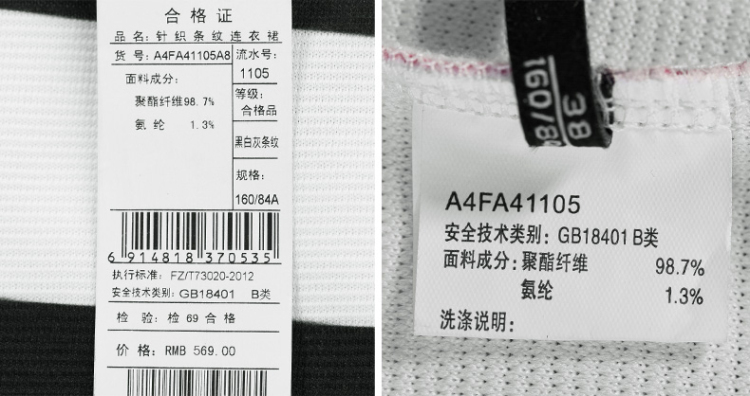 合格证
品 名: 针织条纹连衣裙
货 号: A4FA41105A8
流水号:
1105
面料成分:
聚酯纤维98.7%
氨 纶 1.3%
等级:
合格品
黑白灰条纹
规格:
160/84A
6 914818 370535
执行标准: FZ/T73020-2012
安全技术类别: GB18401 B类
检 验: 检 69 合格
价 格: RMB 569.00
38
160/8
A4FA41105
安全技术类别: GB18401 B类
面料成分: 聚酯纤维 98.7%
氨纶 1.3%
洗涤说明: